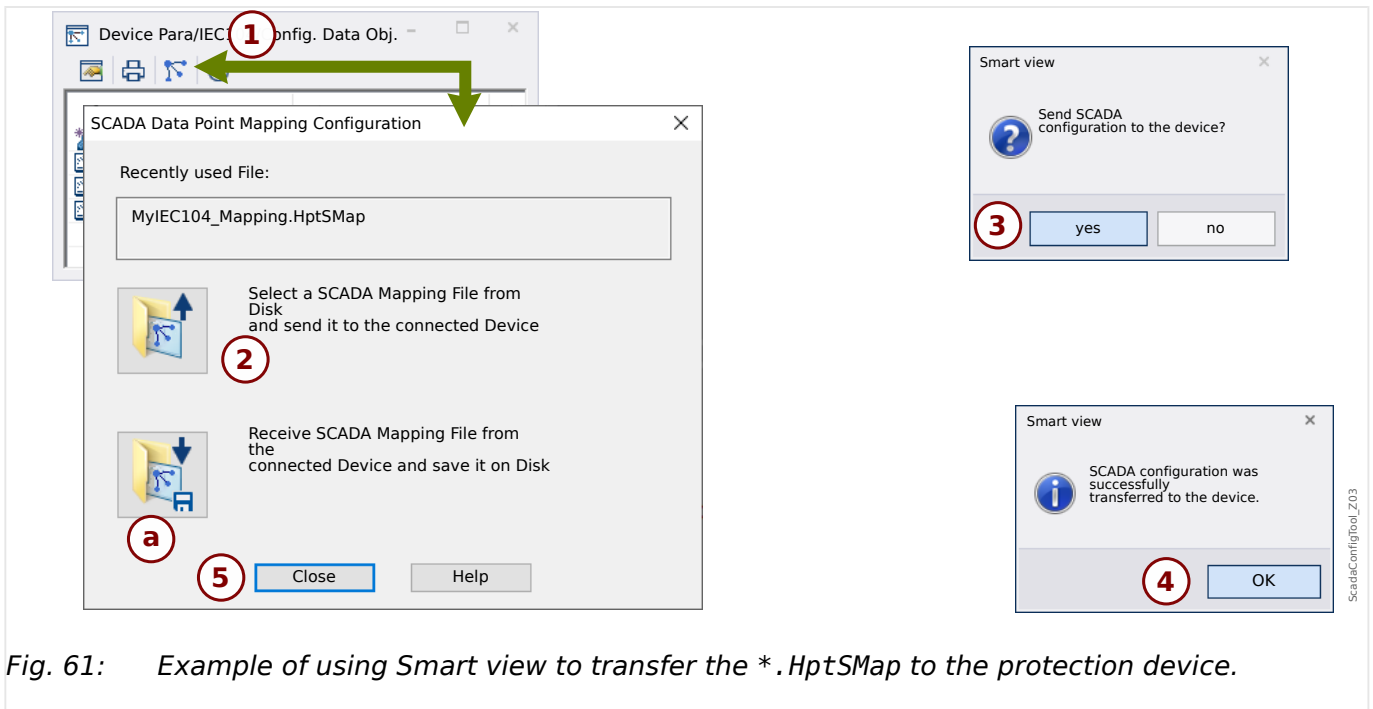 Device Para/IEC1 onfig. Data Obj.
1
SCADA Data Point Mapping Configuration
Recently used File:
MyIEC104_Mapping.HptSMap
Select a SCADA Mapping File from
Disk
and send it to the connected Device
2
Receive SCADA Mapping File from
the
connected Device and save it on Disk
a
5
Close
Help
Smart view
Send SCADA
configuration to the device?
3
yes
no
Smart view
SCADA configuration was
successfully
transferred to the device.
4
OK
ScadaConfigTool_Z03
Fig. 61: Example of using Smart view to transfer the *.HptSMap to the protection device.